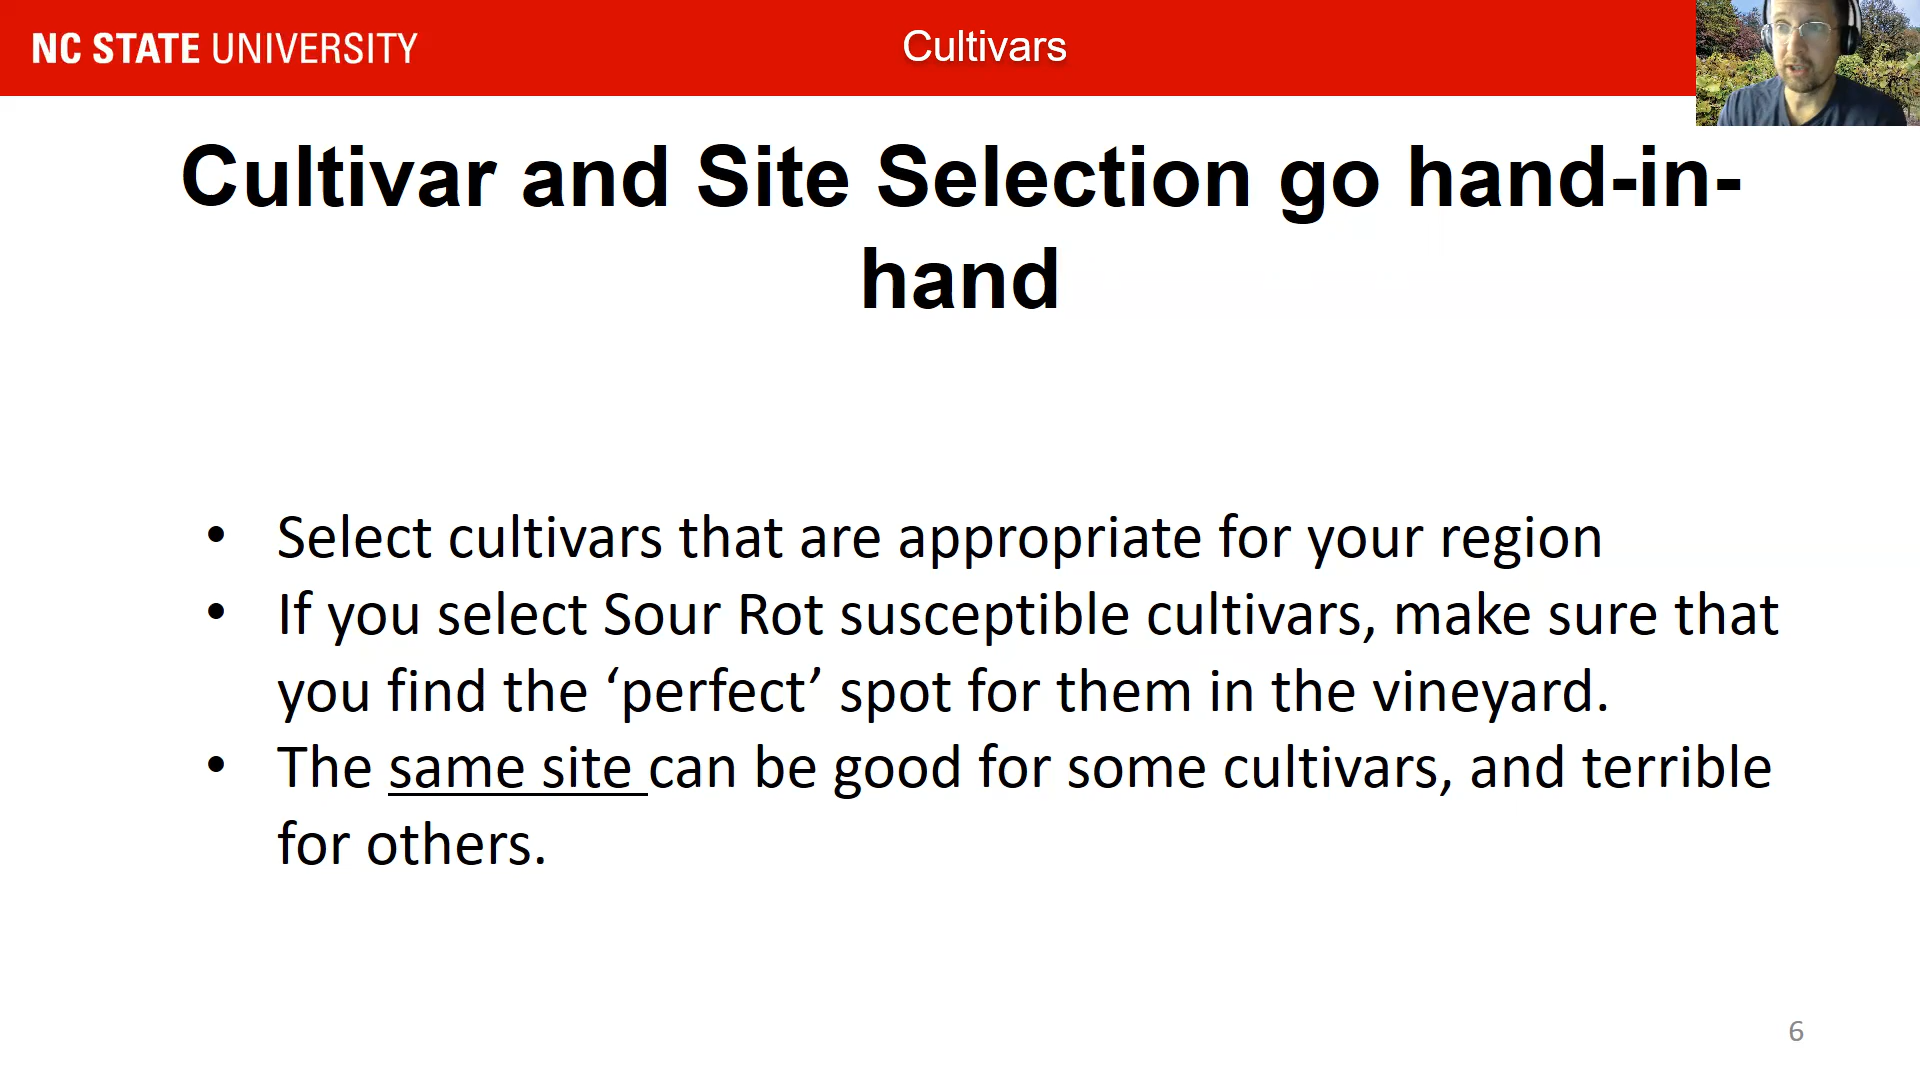 NC STATE UNIVERSITY
Cultivars
Cultivar and Site Selection go hand-in-
hand
• Select cultivars that are appropriate for your region
• If you select Sour Rot susceptible cultivars, make sure that
you find the ‘perfect’ spot for them in the vineyard.
• The same site can be good for some cultivars, and terrible
for others.
6